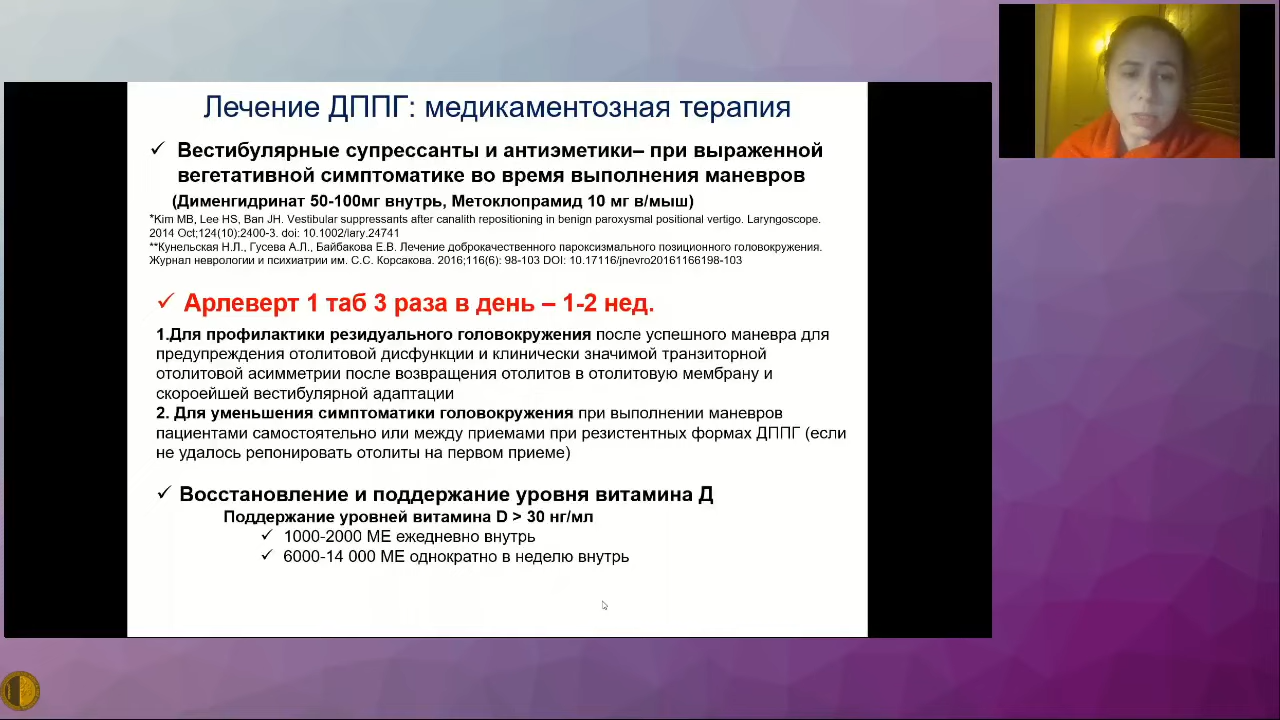 Лечение ДППГ: медикаментозная терапия
✓ Вестибулярные супрессанты и антиэметики– при выраженной
вегетативной симптоматике во время выполнения маневров
(Дименгидринат 50-100мг внутрь, Метоклопрамид 10 мг в/мыш)
*Kim MB, Lee HS, Ban JH. Vestibular suppressants after canalith repositioning in benign paroxysmal positional vertigo. Laryngoscope.
2014 Oct;124(10):2400-3. doi: 10.1002/lary.24741
**Кунельская Н.Л., Гусева А.Л., Байбакова Е.В. Лечение доброкачественного пароксизмального позиционного головокружения.
Журнал неврологии и психиатрии им. С.С. Корсакова. 2016;116(6): 98-103 DOI: 10.17116/jnevro20161166198-103
✓ Арлеверт 1 таб 3 раза в день – 1-2 нед.
1.Для профилактики резидуального головокружения после успешного маневра для
предупреждения отолитовой дисфункции и клинически значимой транзиторной
отолитовой асимметрии после возвращения отолитов в отолитовую мембрану и
скороейшей вестибулярной адаптации
2. Для уменьшения симптоматики головокружения при выполнении маневров
пациентами самостоятельно или между приемами при резистентных формах ДППГ (если
не удалось репонировать отолиты на первом приеме)
✓ Восстановление и поддержание уровня витамина Д
Поддержание уровней витамина D > 30 нг/мл
✓ 1000-2000 МЕ ежедневно внутрь
✓ 6000-14 000 МЕ однократно в неделю внутрь